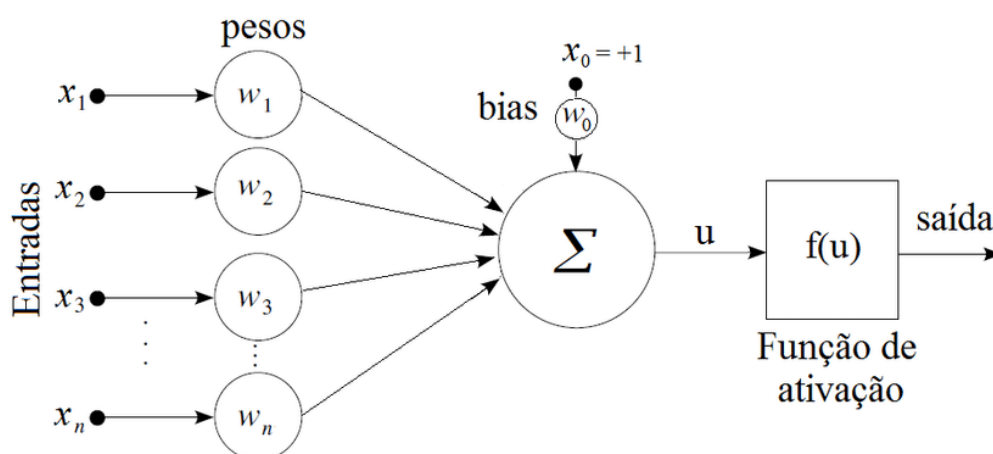 pesos
x₀ = +1
x₁
w₁
bias
w₀
Entradas
x₂
w₂
Σ
u
f(u)
saída
x₃
w₃
Função de
ativação
xₙ
wₙ